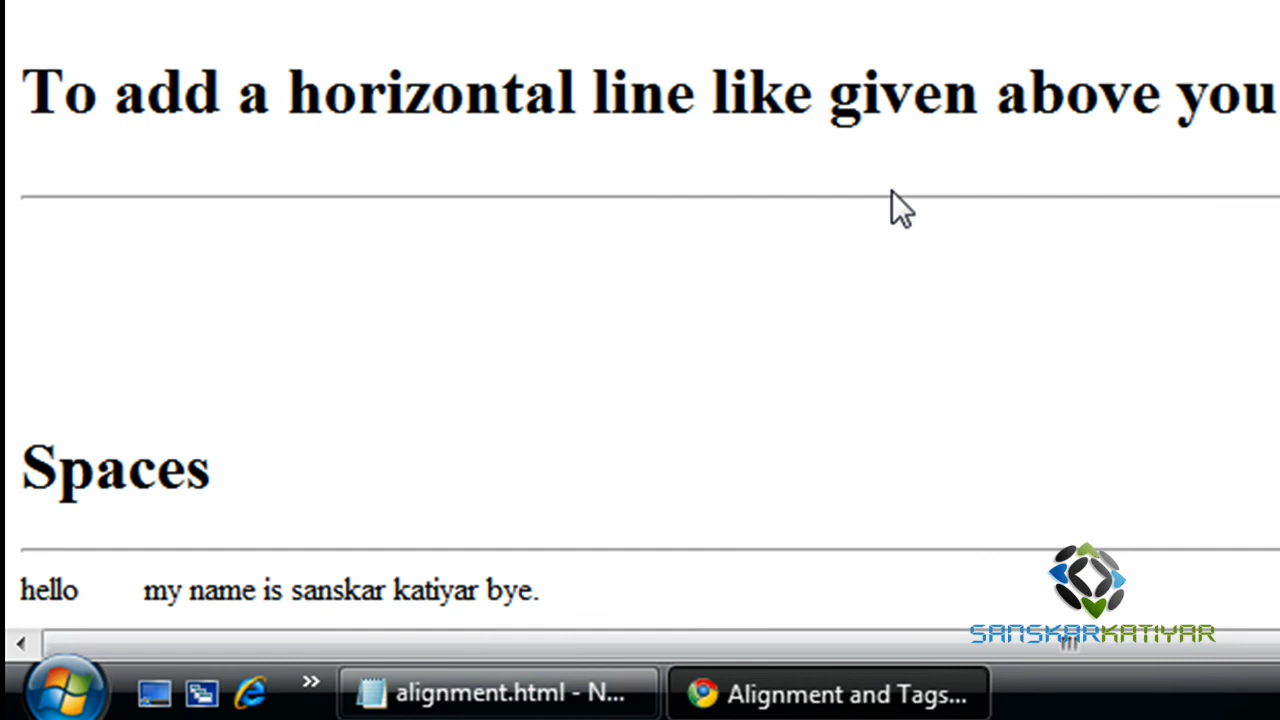 To add a horizontal line like given above you
Spaces
hello my name is sanskar katiyar bye.
SANSKARKATIYAR
»
alignment.html - N...
Alignment and Tags...